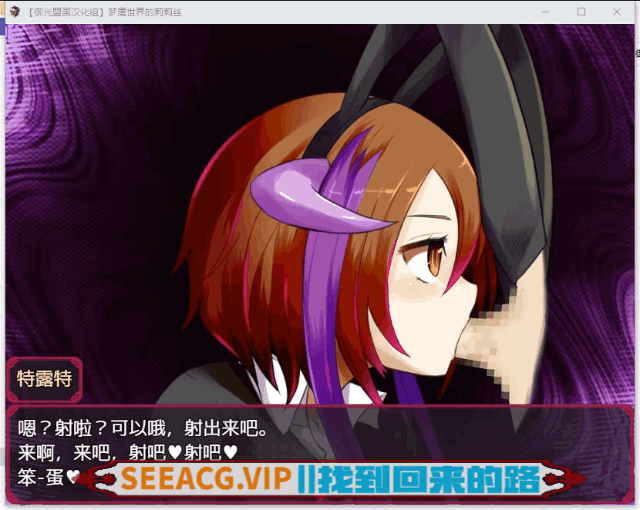 【御光盟国汉化组】梦魇世界的莉莉丝
特露特
嗯？射啦？可以哦，射出来吧。
来啊，来吧，射吧♥射吧♥
笨-蛋♥
SEEACG.VIP||找到回来的路